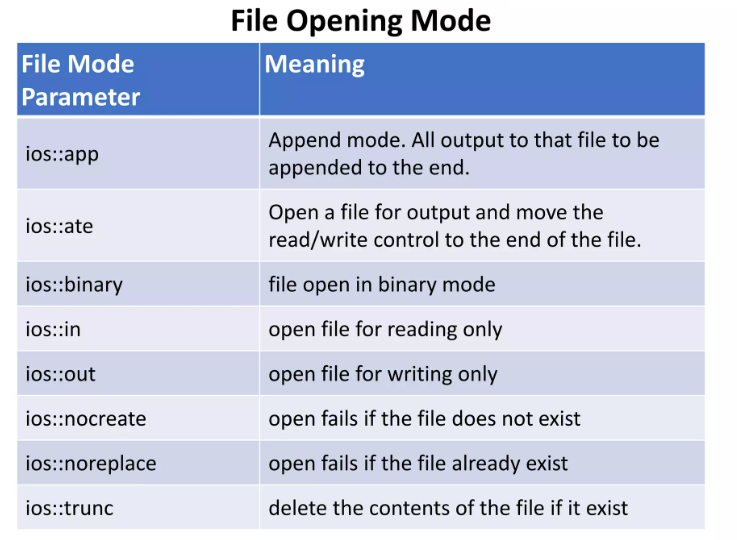 File Opening Mode
File Mode Parameter
Meaning
ios::app
Append mode. All output to that file to be
appended to the end.
ios::ate
Open a file for output and move the
read/write control to the end of the file.
ios::binary
file open in binary mode
ios::in
open file for reading only
ios::out
open file for writing only
ios::nocreate
open fails if the file does not exist
ios::noreplace
open fails if the file already exist
ios::trunc
delete the contents of the file if it exist